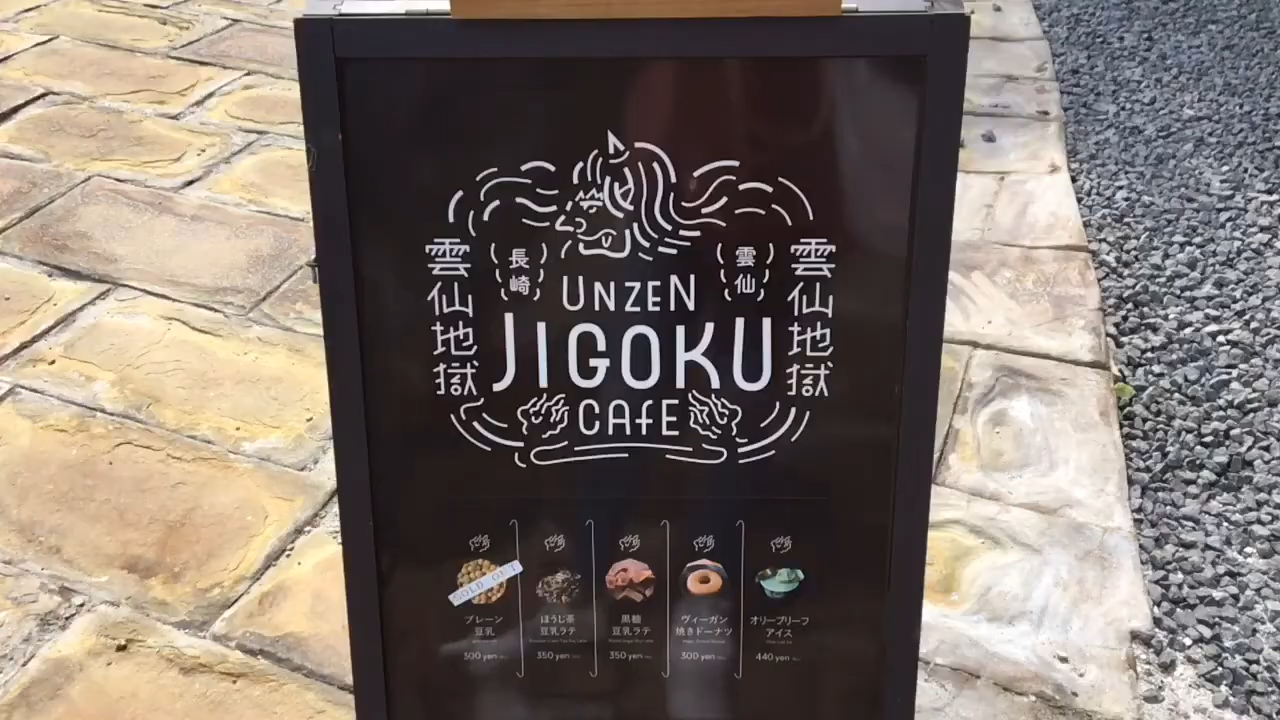 雲仙地獄
長崎
雲仙
雲仙地獄
UNZEN
JIGOKU
CAfE
SOLD OUT
プレーン
豆乳
300 yen
ほうじ茶
豆乳ラテ
350 yen
黒糖
豆乳ラテ
350 yen
ヴィーガン
焼きドーナツ
300 yen
オリーブリーフ
アイス
440 yen